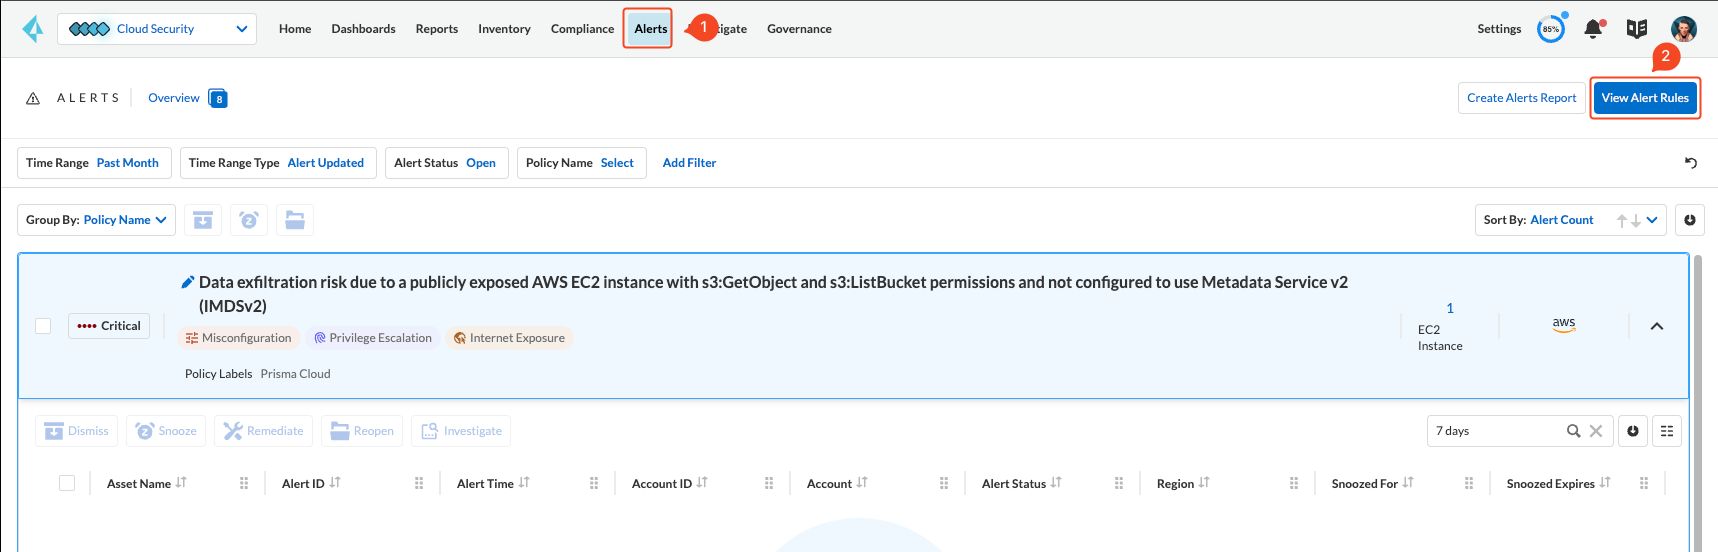 Cloud Security
Home Dashboards Reports Inventory Compliance Alerts 1 tigate Governance
Settings 85%
2
ALERTS Overview 8
Create Alerts Report View Alert Rules
Time Range Past Month Time Range Type Alert Updated Alert Status Open Policy Name Select Add Filter
Group By: Policy Name
Sort By: Alert Count
Data exfiltration risk due to a publicly exposed AWS EC2 instance with s3:GetObject and s3:ListBucket permissions and not configured to use Metadata Service v2
(IMDSv2)
Critical
Misconfiguration Privilege Escalation Internet Exposure
Policy Labels Prisma Cloud
1
EC2
Instance
aws
Dismiss Snooze Remediate Reopen Investigate
7 days
Asset Name Alert ID Alert Time Account ID Account Alert Status Region Snoozed For Snoozed Expires